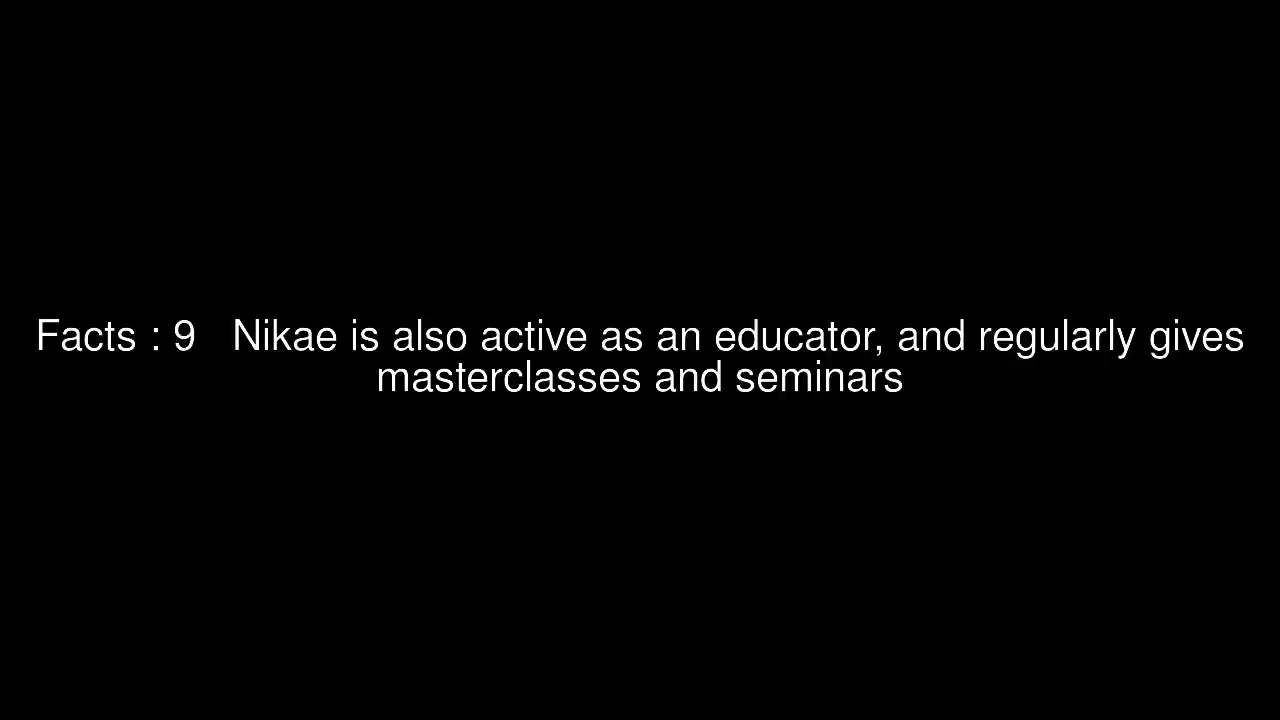 Facts : 9   Nikae is also active as an educator, and regularly gives
masterclasses and seminars